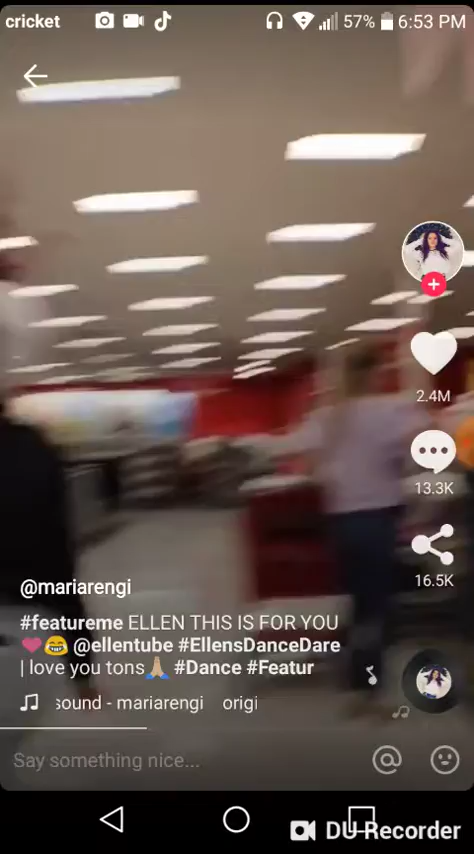 cricket 57% 6:53 PM
2.4M
13.3K
16.5K
@mariarengi
#featureme ELLEN THIS IS FOR YOU
❤️😂 @ellentube #EllensDanceDare
| love you tons🙏🏼 #Dance #Featur
sound - mariarengi origi
Say something nice...
DU Recorder